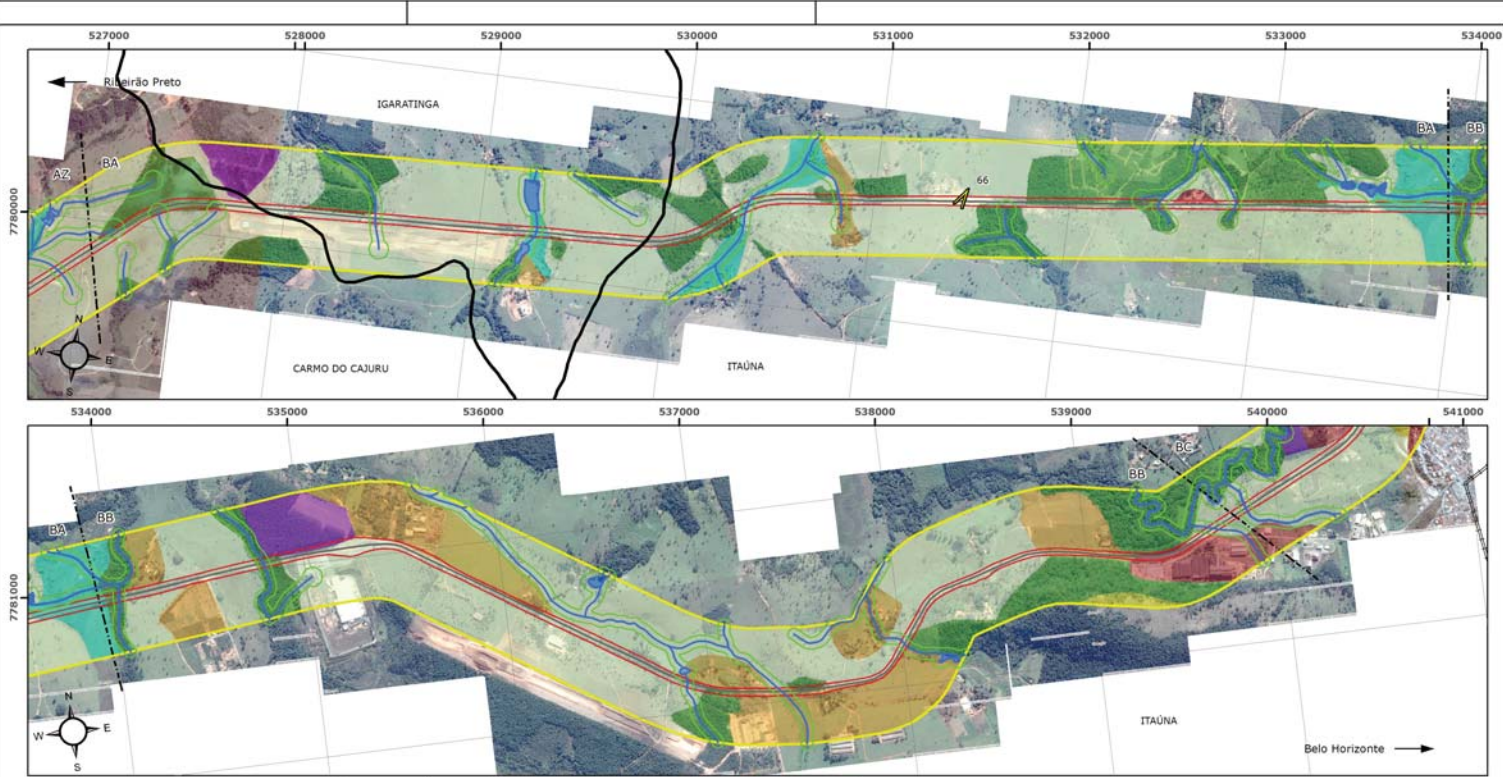 527000 528000 529000 530000 531000 532000 533000 534000
Ribeirão Preto
IGARATINGA
BA BB
AZ BA
66
7780000
N
W E
S
CARMO DO CAJURU
ITAÚNA
534000 535000 536000 537000 538000 539000 540000 541000
BC
BB
BA BB
7781000
N
W E
S
ITAÚNA
Belo Horizonte